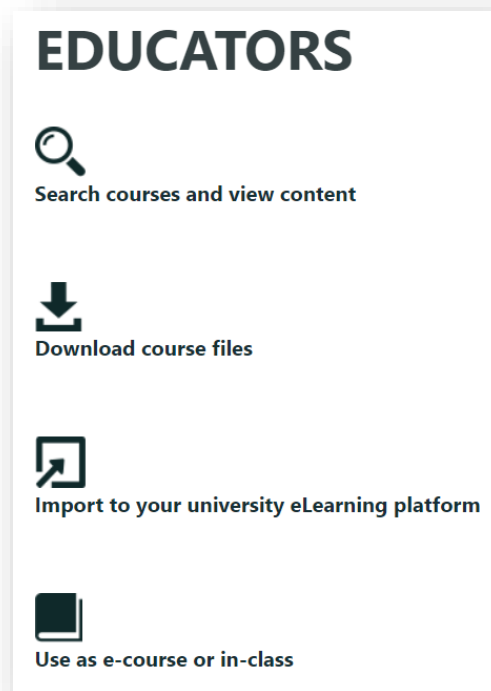 EDUCATORS
Search courses and view content
Download course files
Import to your university eLearning platform
Use as e-course or in-class